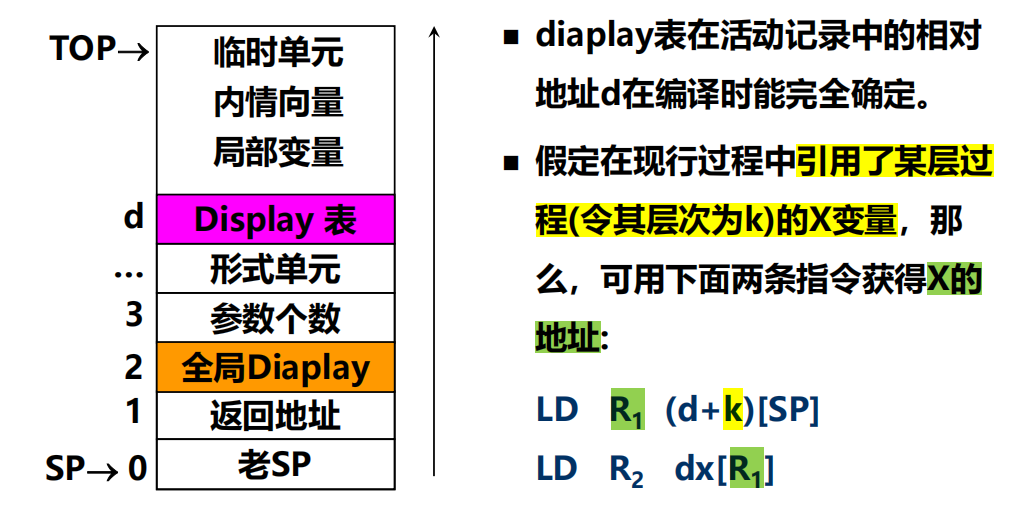 TOP→
临时单元
内情向量
局部变量
d
Display 表
...
形式单元
3
参数个数
2
全局Diaplay
1
返回地址
SP→ 0
老SP
■ diaplay表在活动记录中的相对
地址d在编译时能完全确定。
■ 假定在现行过程中引用了某层过
程(令其层次为k)的X变量，那
么，可用下面两条指令获得X的
地址:
LD R₁ (d+k)[SP]
LD R₂ dx[R₁]